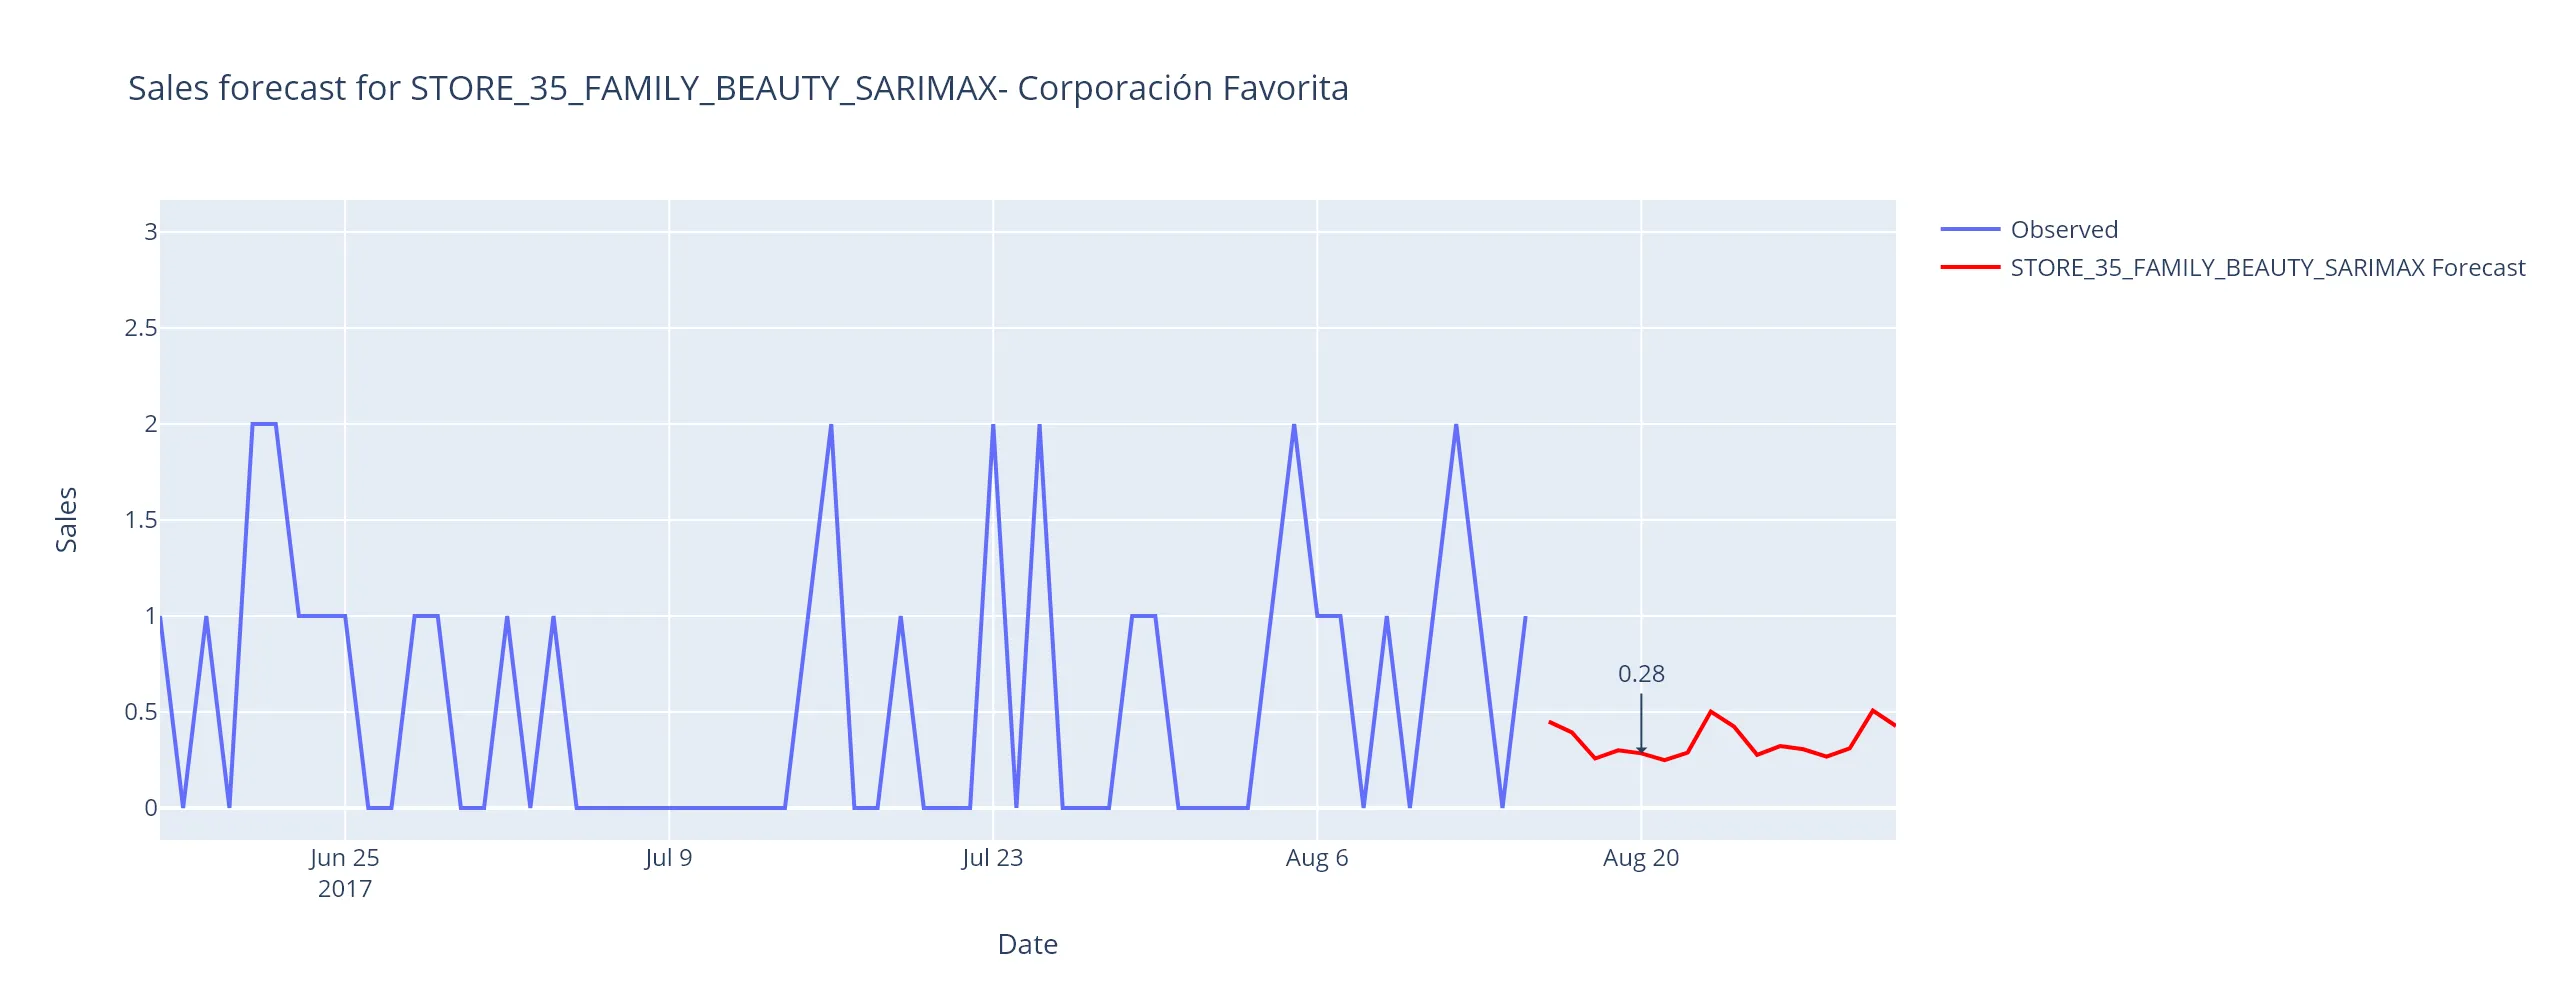 Sales forecast for STORE_35_FAMILY_BEAUTY_SARIMAX- Corporación Favorita
Observed
STORE_35_FAMILY_BEAUTY_SARIMAX Forecast
3
2.5
2
1.5
1
0.5
0
Sales
0.28
Jun 25
2017
Jul 9
Jul 23
Aug 6
Aug 20
Date